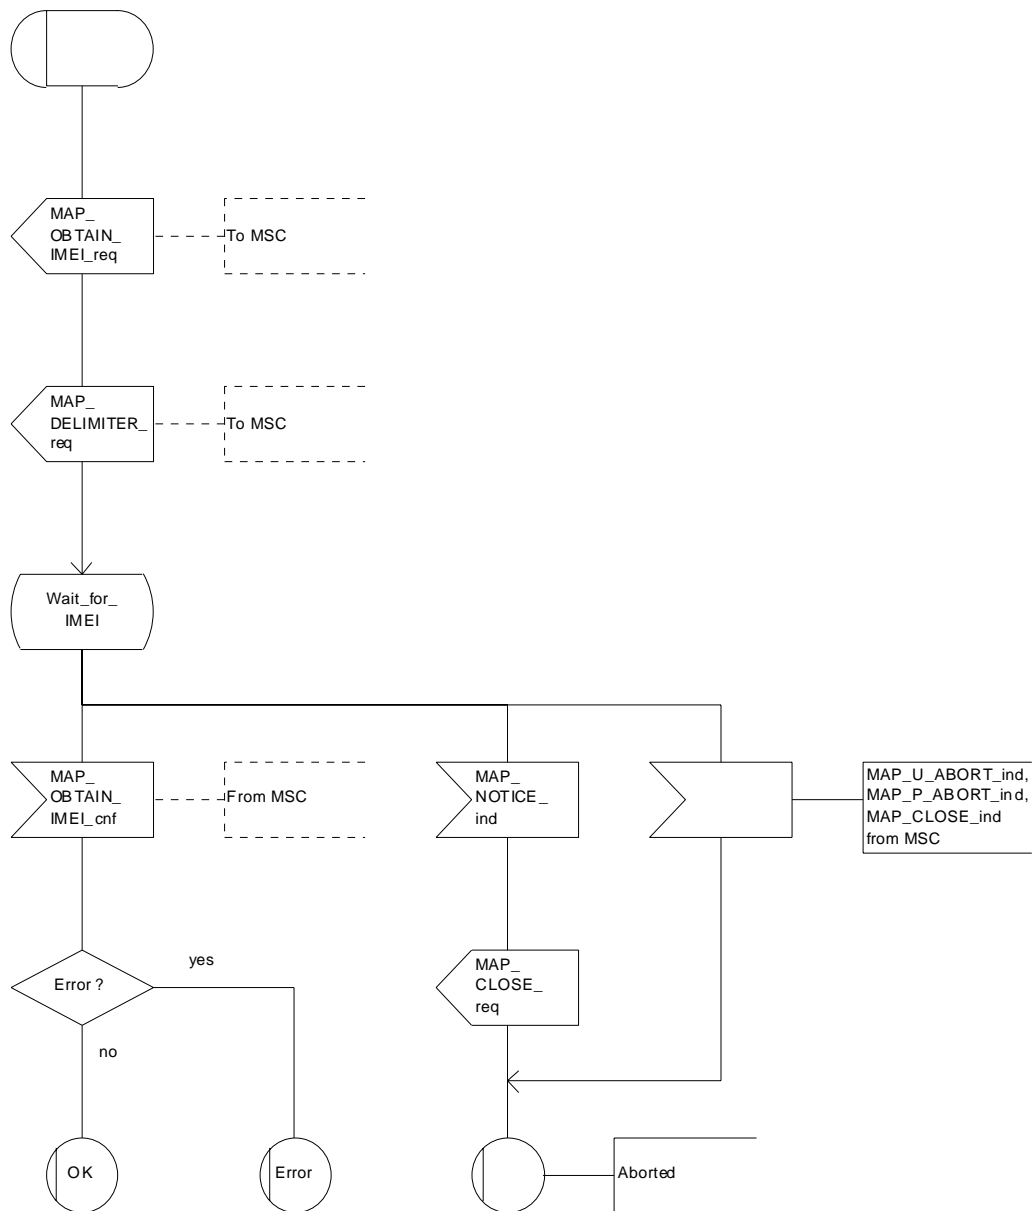 MAP_
OBTAIN_
IMEI_req
To MSC
MAP_
DELIMITER_
req
To MSC
Wait_for_
IMEI
MAP_
OBTAIN_
IMEI_cnf
From MSC
MAP_
NOTICE_
ind
MAP_U_ABORT_ind,
MAP_P_ABORT_ind,
MAP_CLOSE_ind
from MSC
Error ?
yes
no
MAP_
CLOSE_
req
OK
Error
Aborted